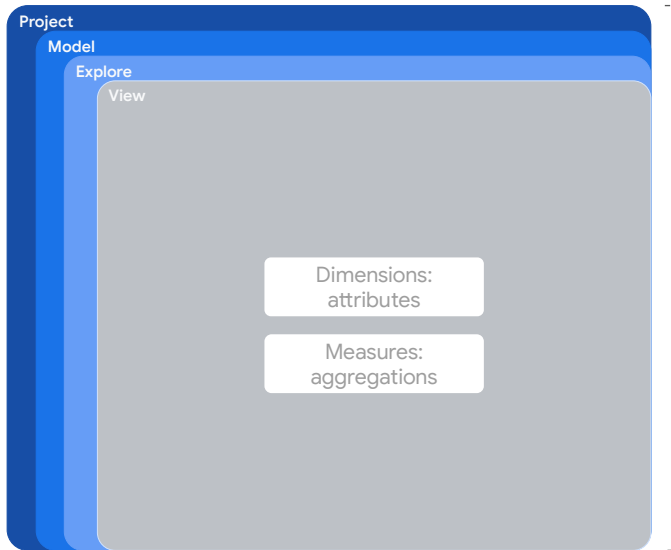 Project
Model
Explore
View
Dimensions:
attributes
Measures:
aggregations